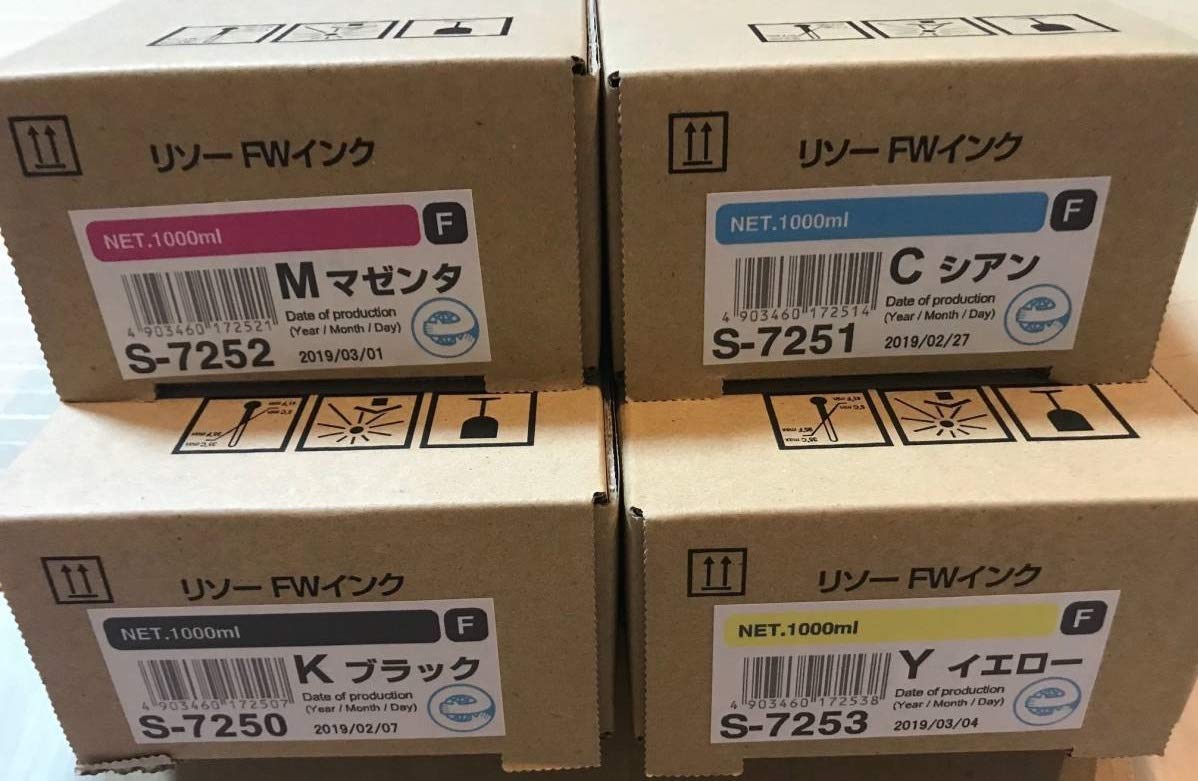 リソー FWインク
NET.1000ml F
M マゼンタ
Date of production
(Year / Month / Day)
4 903460 172521
S-7252 2019/03/01
リソー FWインク
NET.1000ml F
C シアン
Date of production
(Year / Month / Day)
4 903460 172514
S-7251 2019/02/27
リソー FWインク
NET.1000ml F
K ブラック
Date of production
(Year / Month / Day)
4 903460 172507
S-7250 2019/02/07
リソー FWインク
NET.1000ml F
Y イエロー
Date of production
(Year / Month / Day)
4 903460 172538
S-7253 2019/03/04